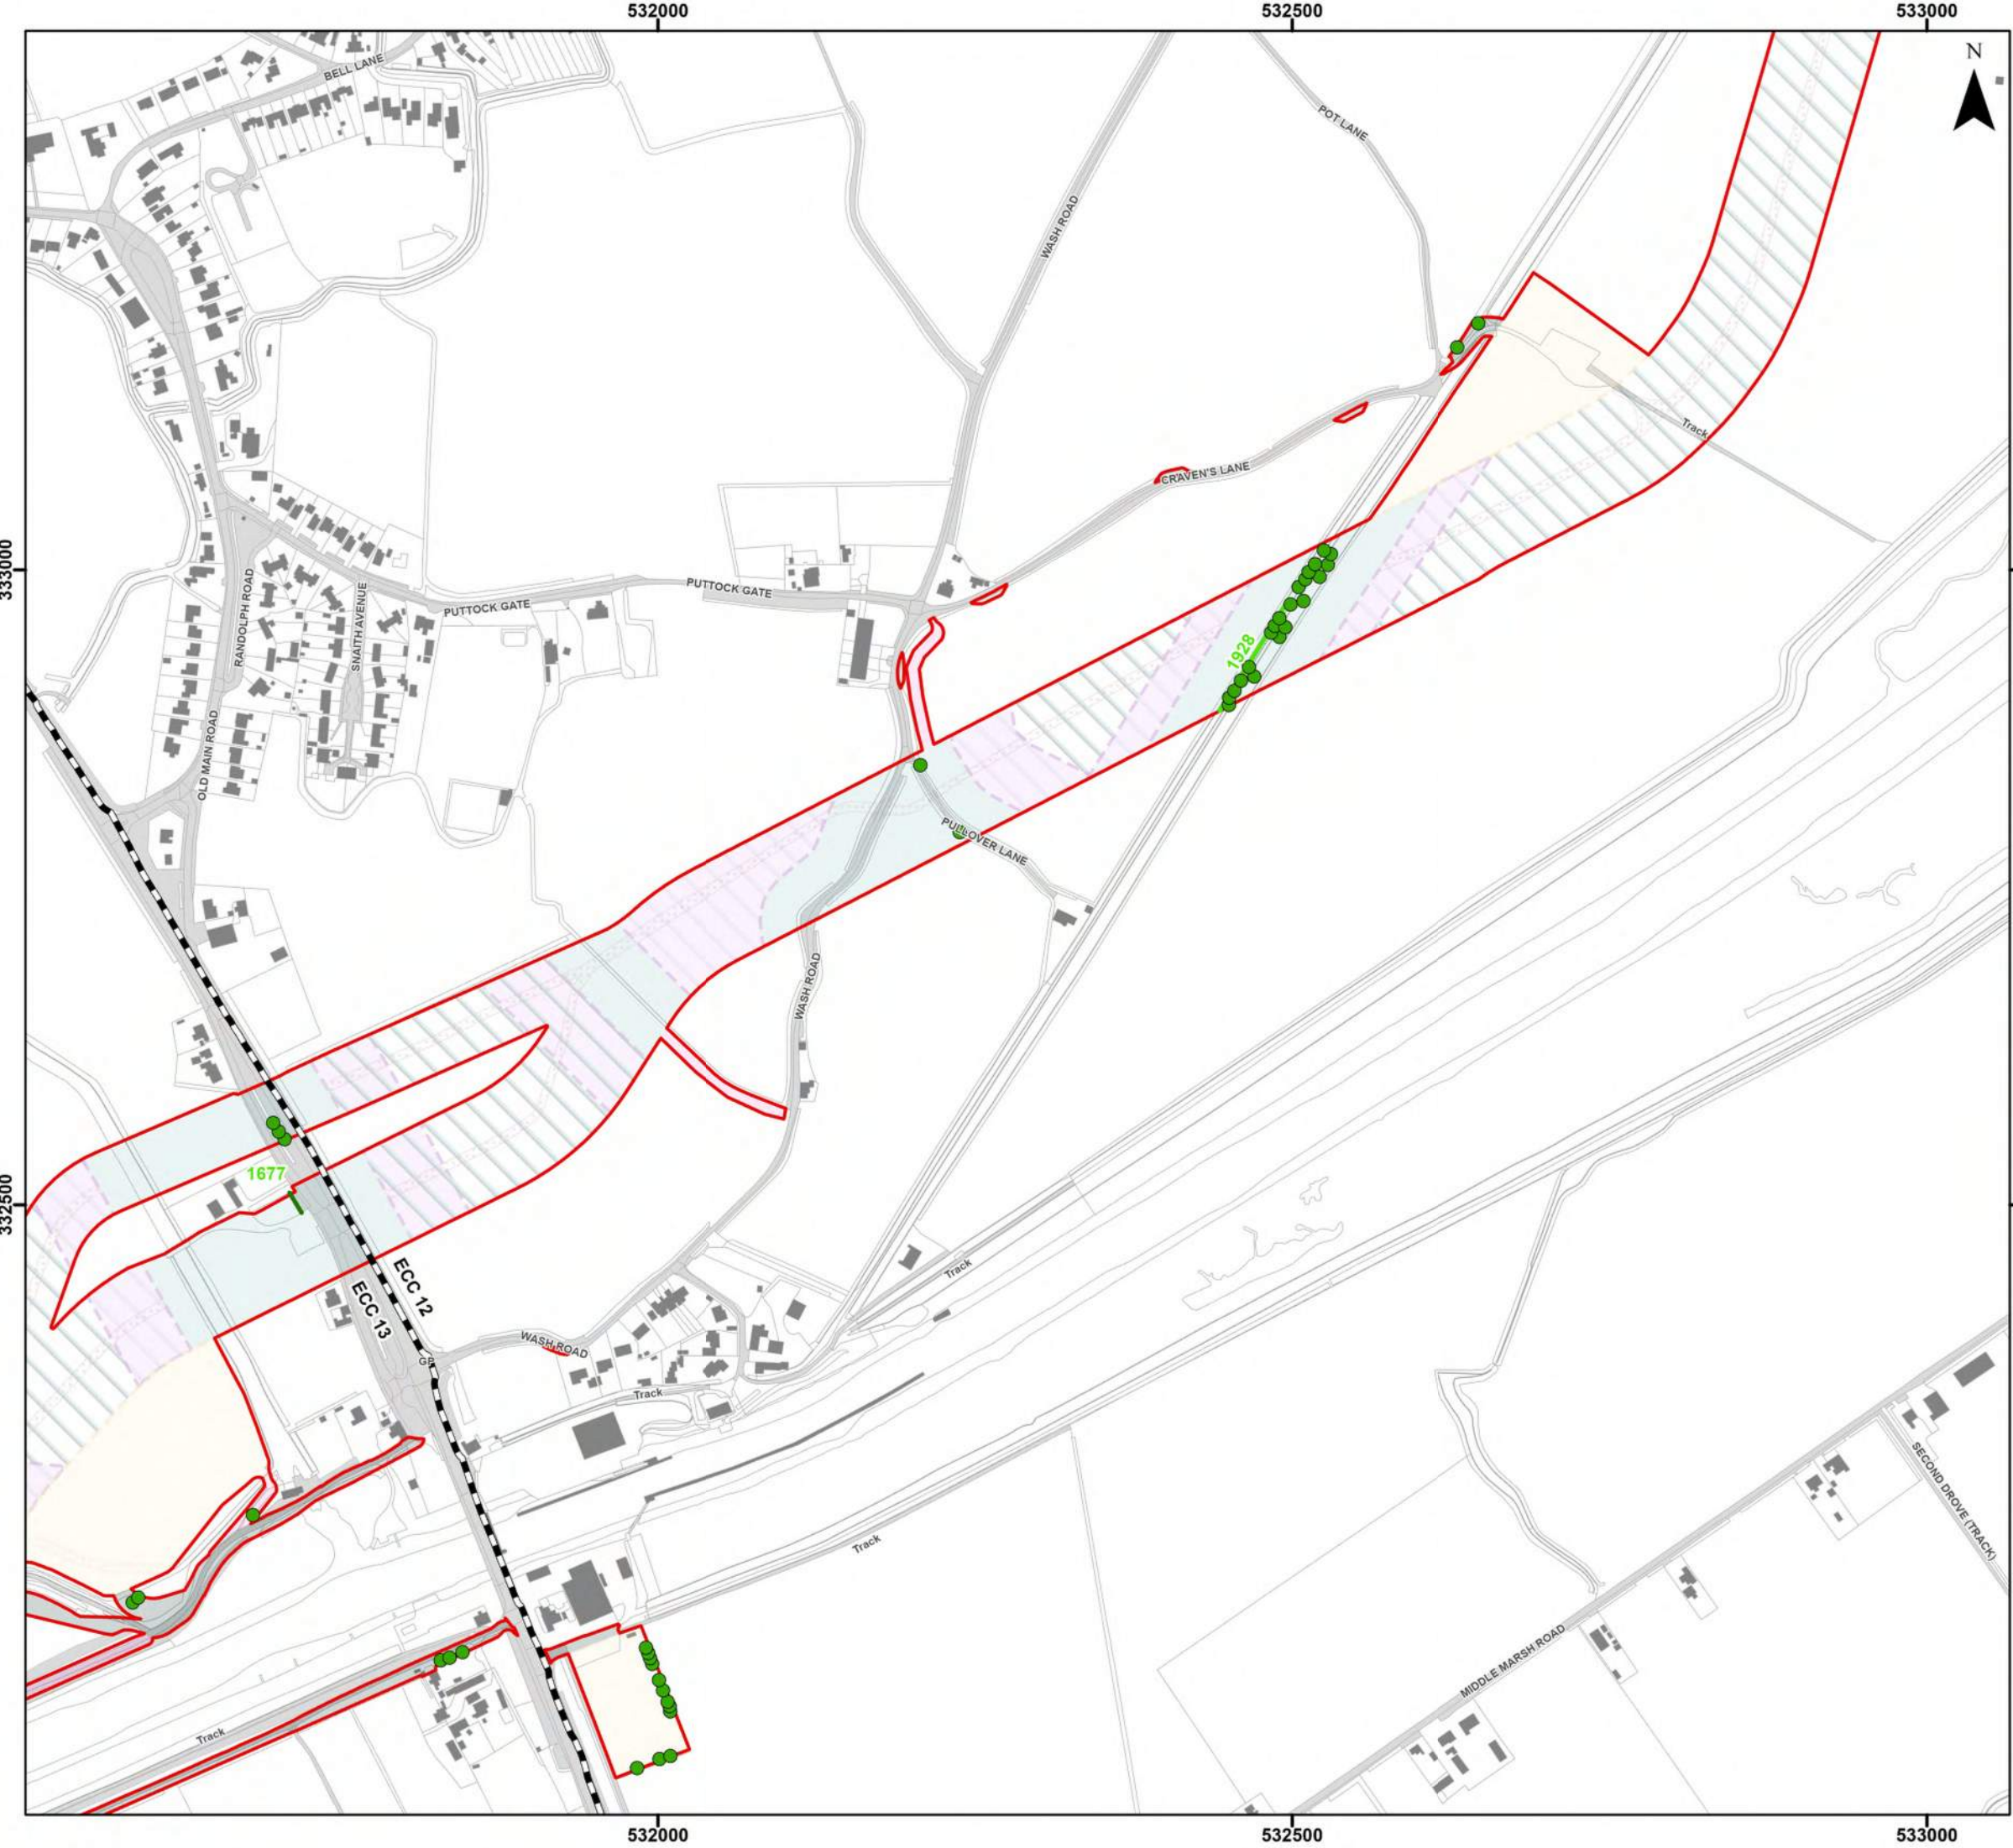 532000
532500
533000
N
BELL LANE
POT LANE
WASH ROAD
Track
CRAVEN'S LANE
333000
PUTTOCK GATE
PUTTOCK GATE
RANDOLPH ROAD
SNAITH AVENUE
1928
OLD MAIN ROAD
PULLOVER LANE
WASH ROAD
1677
332500
ECC 12
ECC 13
Track
WASH ROAD
GP
Track
SECOND DROVE (TRACK)
Track
MIDDLE MARSH ROAD
Track
532000
532500
533000